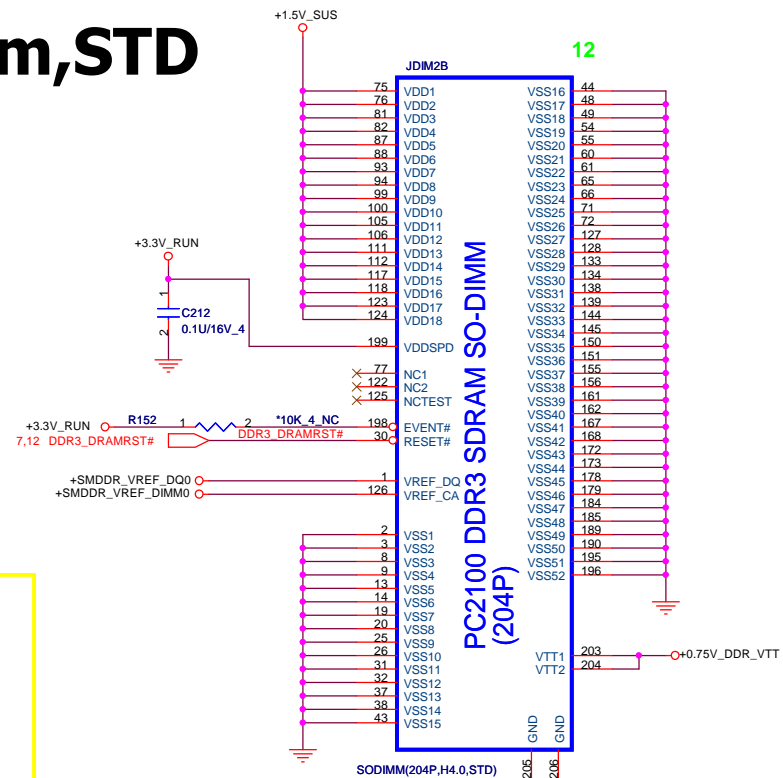 m,STD
+1.5V_SUS
12
JDIM2B
75 VDD1 VSS16 44
76 VDD2 VSS17 48
81 VDD3 VSS18 49
82 VDD4 VSS19 54
87 VDD5 VSS20 55
88 VDD6 VSS21 60
93 VDD7 VSS22 61
94 VDD8 VSS23 65
99 VDD9 VSS24 66
100 VDD10 VSS25 71
105 VDD11 VSS26 72
106 VDD12 VSS27 127
111 VDD13 VSS28 128
112 VDD14 VSS29 133
117 VDD15 VSS30 134
118 VDD16 VSS31 138
123 VDD17 VSS32 139
124 VDD18 VSS33 144
VSS34 145
199 VDDSPD VSS35 150
VSS36 151
77 NC1 VSS37 155
122 NC2 VSS38 156
125 NCTEST VSS39 161
VSS40 162
198 EVENT# VSS41 167
30 RESET# VSS42 168
VSS43 172
VSS44 173
1 VREF_DQ VSS45 178
126 VREF_CA VSS46 179
VSS47 184
VSS48 185
2 VSS1 VSS49 189
3 VSS2 VSS50 190
8 VSS3 VSS51 195
9 VSS4 VSS52 196
13 VSS5
14 VSS6
19 VSS7
20 VSS8
25 VSS9
26 VSS10 VTT1 203
31 VSS11 VTT2 204
32 VSS12
37 VSS13
38 VSS14
43 VSS15
GND 205
GND 206
PC2100 DDR3 SDRAM SO-DIMM
(204P)
+3.3V_RUN
1
C212
0.1U/16V_4
2
+3.3V_RUN R152 1 2 *10K_4_NC
7,12 DDR3_DRAMRST# DDR3_DRAMRST#
+SMDDR_VREF_DQ0
+SMDDR_VREF_DIMM0
+0.75V_DDR_VTT
SODIMM(204P,H4.0,STD)